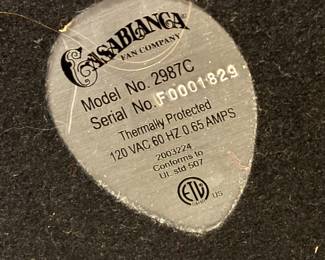 CASABLANCA
FAN COMPANY
Model No. 2987C
Serial No. F0001829
Thermally Protected
120 VAC 60 HZ 0.65 AMPS
2003224
Conforms to
UL std 507
ETL
US